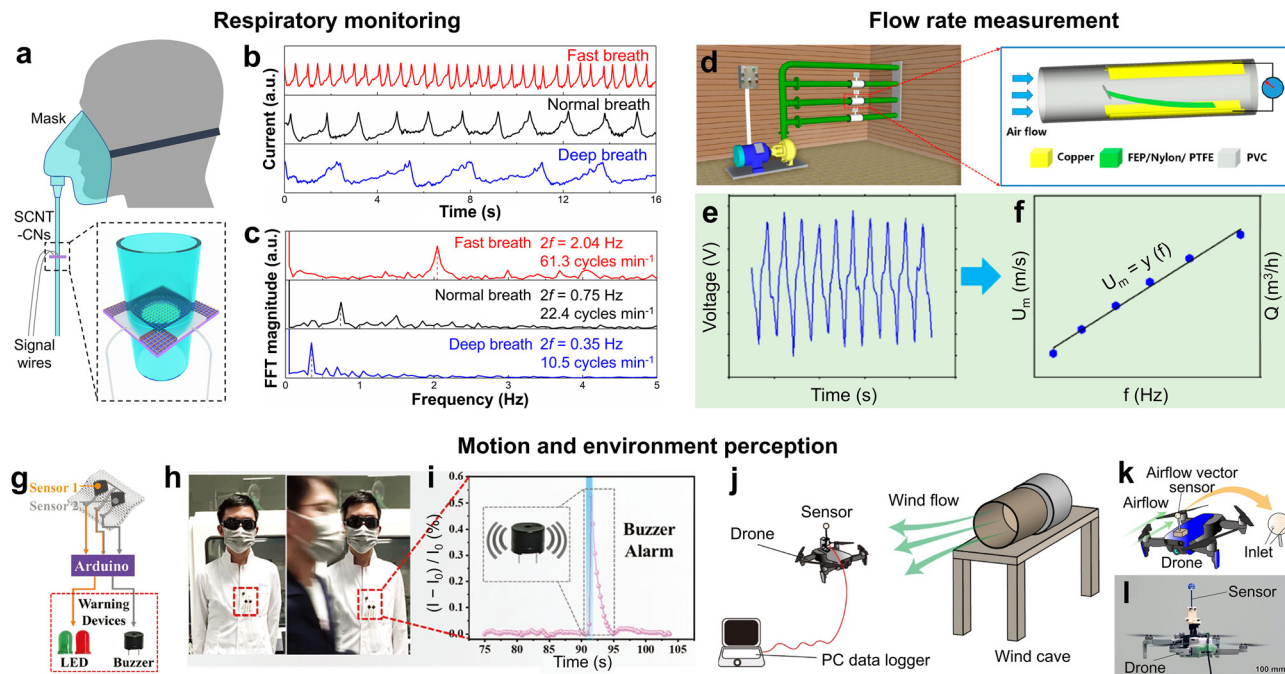 Respiratory monitoring
Flow rate measurement
a
Mask
SCNT
-CNs
Signal
wires
b
Current (a.u.)
Fast breath
Normal breath
Deep breath
0 4 8 12 16
Time (s)
c
FFT magnitude (a.u.)
Fast breath 2f = 2.04 Hz
61.3 cycles min⁻¹
Normal breath 2f = 0.75 Hz
22.4 cycles min⁻¹
Deep breath 2f = 0.35 Hz
10.5 cycles min⁻¹
0 1 2 3 4 5
Frequency (Hz)
d
Air flow
Copper FEP/Nylon/ PTFE PVC
e
Voltage (V)
Time (s)
f
Uₘ (m/s)
Uₘ = y (f)
Q (m³/h)
f (Hz)
Motion and environment perception
g
Sensor 1
Sensor 2
Arduino
Warning
Devices
LED Buzzer
h
i
(I − I₀) / I₀ (%)
0.6
0.5
0.4
0.3
0.2
0.1
0.0
Buzzer
Alarm
75 80 85 90 95 100 105
Time (s)
j
Wind flow
Sensor
Drone
PC data logger
Wind cave
k
Airflow vector
sensor
Airflow
Inlet
Drone
l
Sensor
Drone
100 mm